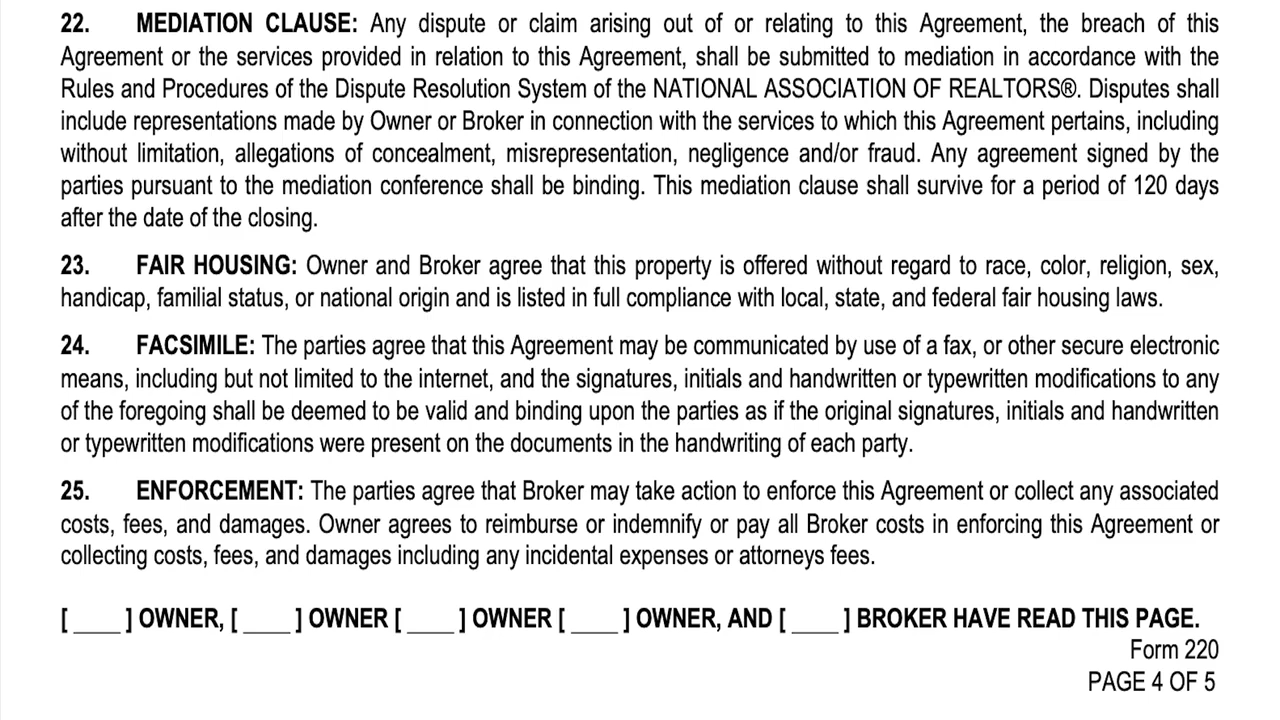 22. MEDIATION CLAUSE: Any dispute or claim arising out of or relating to this Agreement, the breach of this
Agreement or the services provided in relation to this Agreement, shall be submitted to mediation in accordance with the
Rules and Procedures of the Dispute Resolution System of the NATIONAL ASSOCIATION OF REALTORS®. Disputes shall
include representations made by Owner or Broker in connection with the services to which this Agreement pertains, including
without limitation, allegations of concealment, misrepresentation, negligence and/or fraud. Any agreement signed by the
parties pursuant to the mediation conference shall be binding. This mediation clause shall survive for a period of 120 days
after the date of the closing.
23. FAIR HOUSING: Owner and Broker agree that this property is offered without regard to race, color, religion, sex,
handicap, familial status, or national origin and is listed in full compliance with local, state, and federal fair housing laws.
24. FACSIMILE: The parties agree that this Agreement may be communicated by use of a fax, or other secure electronic
means, including but not limited to the internet, and the signatures, initials and handwritten or typewritten modifications to any
of the foregoing shall be deemed to be valid and binding upon the parties as if the original signatures, initials and handwritten
or typewritten modifications were present on the documents in the handwriting of each party.
25. ENFORCEMENT: The parties agree that Broker may take action to enforce this Agreement or collect any associated
costs, fees, and damages. Owner agrees to reimburse or indemnify or pay all Broker costs in enforcing this Agreement or
collecting costs, fees, and damages including any incidental expenses or attorneys fees.
[ ____ ] OWNER, [ ____ ] OWNER [ ____ ] OWNER [ ____ ] OWNER, AND [ ____ ] BROKER HAVE READ THIS PAGE.
Form 220
PAGE 4 OF 5